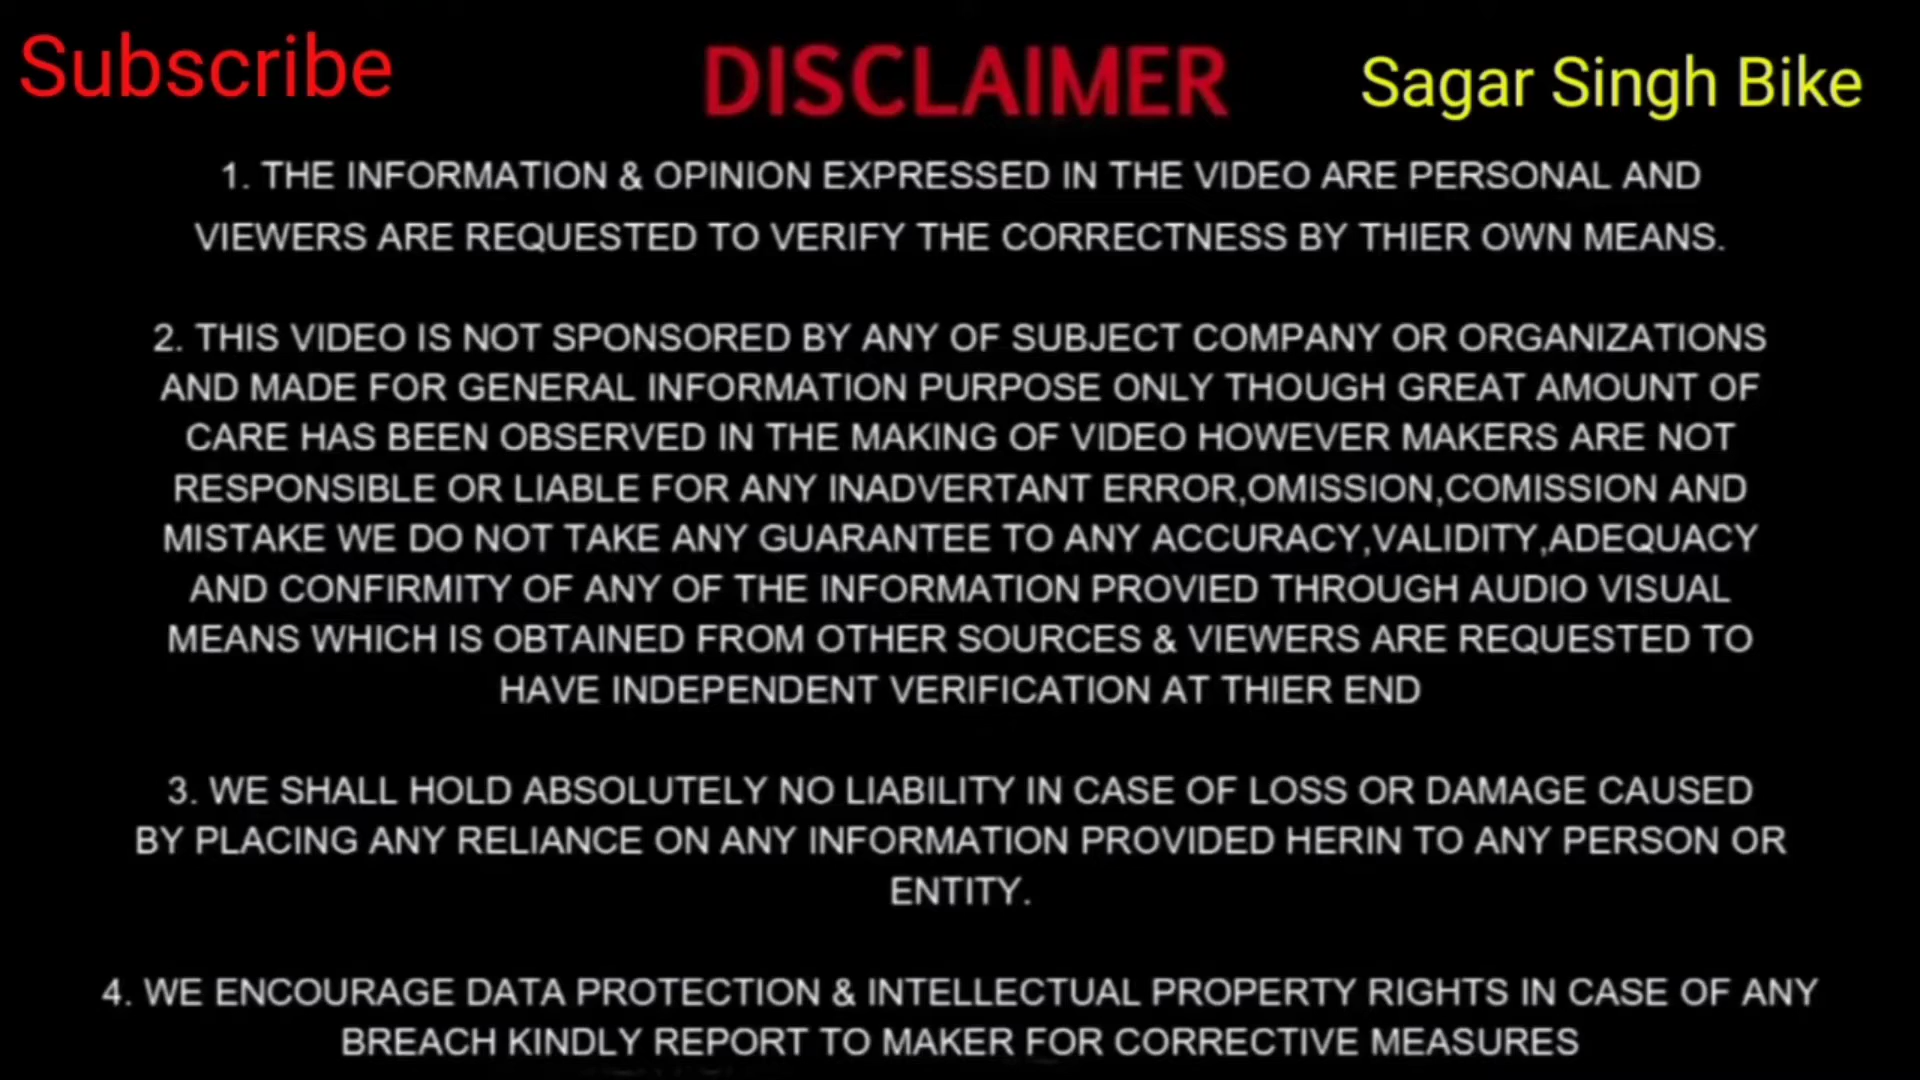 Subscribe
DISCLAIMER
Sagar Singh Bike
1. THE INFORMATION & OPINION EXPRESSED IN THE VIDEO ARE PERSONAL AND
VIEWERS ARE REQUESTED TO VERIFY THE CORRECTNESS BY THIER OWN MEANS.
2. THIS VIDEO IS NOT SPONSORED BY ANY OF SUBJECT COMPANY OR ORGANIZATIONS
AND MADE FOR GENERAL INFORMATION PURPOSE ONLY THOUGH GREAT AMOUNT OF
CARE HAS BEEN OBSERVED IN THE MAKING OF VIDEO HOWEVER MAKERS ARE NOT
RESPONSIBLE OR LIABLE FOR ANY INADVERTANT ERROR,OMISSION,COMISSION AND
MISTAKE WE DO NOT TAKE ANY GUARANTEE TO ANY ACCURACY,VALIDITY,ADEQUACY
AND CONFIRMITY OF ANY OF THE INFORMATION PROVIED THROUGH AUDIO VISUAL
MEANS WHICH IS OBTAINED FROM OTHER SOURCES & VIEWERS ARE REQUESTED TO
HAVE INDEPENDENT VERIFICATION AT THIER END
3. WE SHALL HOLD ABSOLUTELY NO LIABILITY IN CASE OF LOSS OR DAMAGE CAUSED
BY PLACING ANY RELIANCE ON ANY INFORMATION PROVIDED HERIN TO ANY PERSON OR
ENTITY.
4. WE ENCOURAGE DATA PROTECTION & INTELLECTUAL PROPERTY RIGHTS IN CASE OF ANY
BREACH KINDLY REPORT TO MAKER FOR CORRECTIVE MEASURES